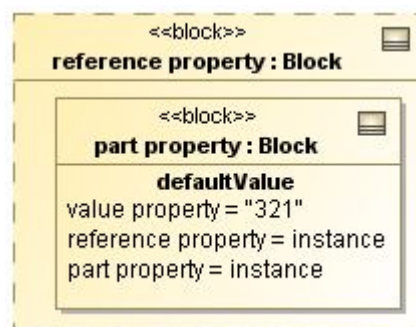 <<block>>
reference property : Block
<<block>>
part property : Block
defaultValue
value property = "321"
reference property = instance
part property = instance